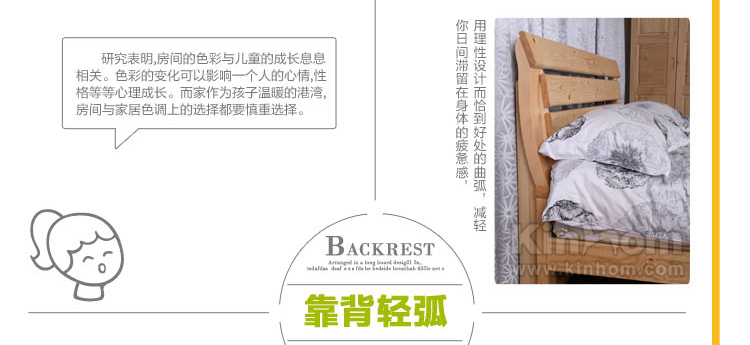 研究表明,房间的色彩与儿童的成长息息
相关。色彩的变化可以影响一个人的心情,性
格等等心理成长。而家作为孩子温暖的港湾,
房间与家居色调上的选择都要慎重选择。
用理性设计而恰到好处的曲弧，减轻
你日间滞留在身体的疲惫感，
Kinhom
www.kinhom.com
BACKREST
Arranged in a long board
靠背轻弧